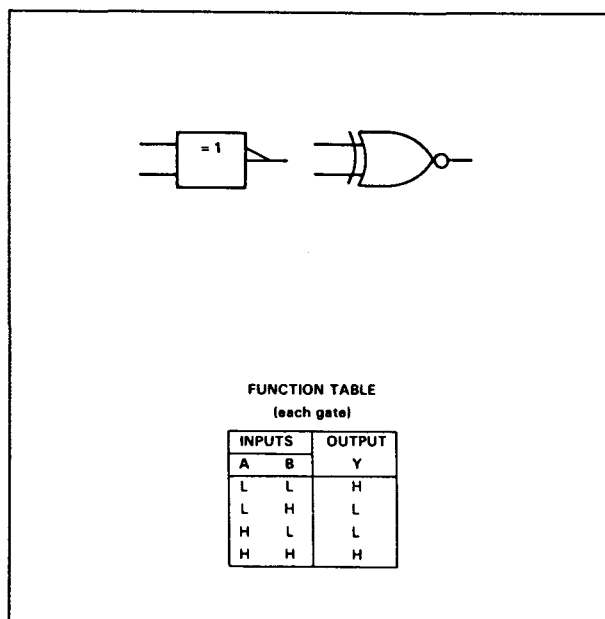 = 1
FUNCTION TABLE
(each gate)
INPUTS OUTPUT
A B Y
L L H
L H L
H L L
H H H